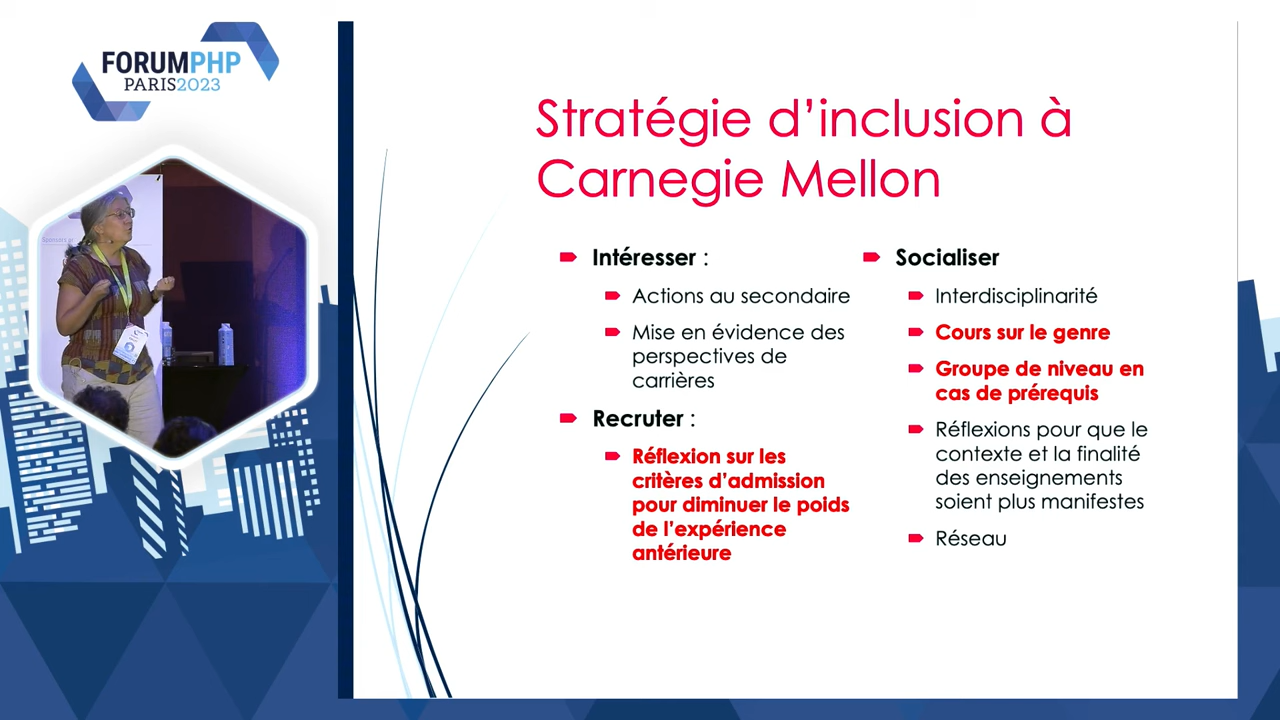 FORUMPHP
PARIS2023
Stratégie d’inclusion à
Carnegie Mellon
Intéresser :
Actions au secondaire
Mise en évidence des
perspectives de
carrières
Recruter :
Réflexion sur les
critères d’admission
pour diminuer le poids
de l’expérience
antérieure
Socialiser
Interdisciplinarité
Cours sur le genre
Groupe de niveau en
cas de prérequis
Réflexions pour que le
contexte et la finalité
des enseignements
soient plus manifestes
Réseau